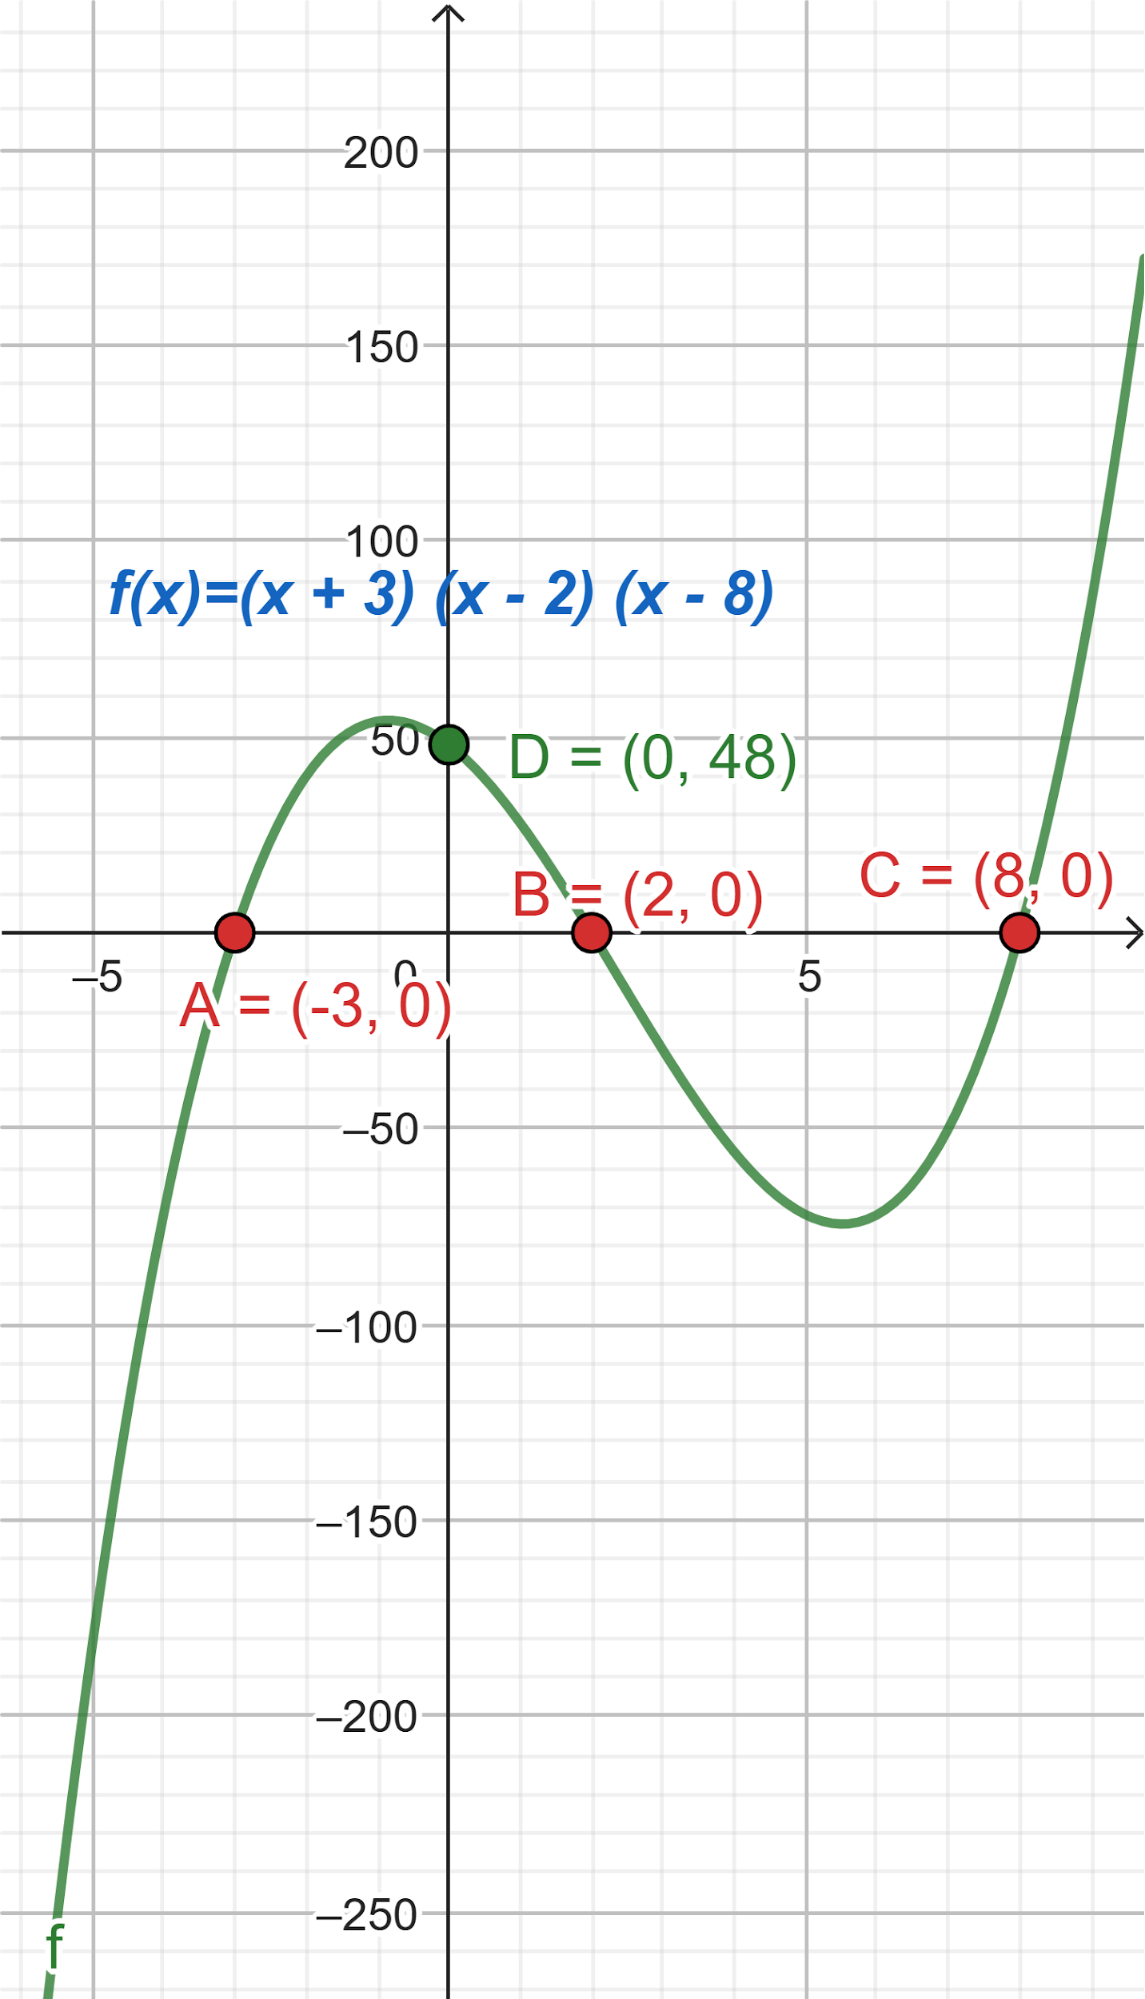 200
150
100
f(x)=(x + 3) (x - 2) (x - 8)
50
D = (0, 48)
B = (2, 0)
C = (8, 0)
–5
0
5
A = (-3, 0)
–50
–100
–150
–200
–250
f